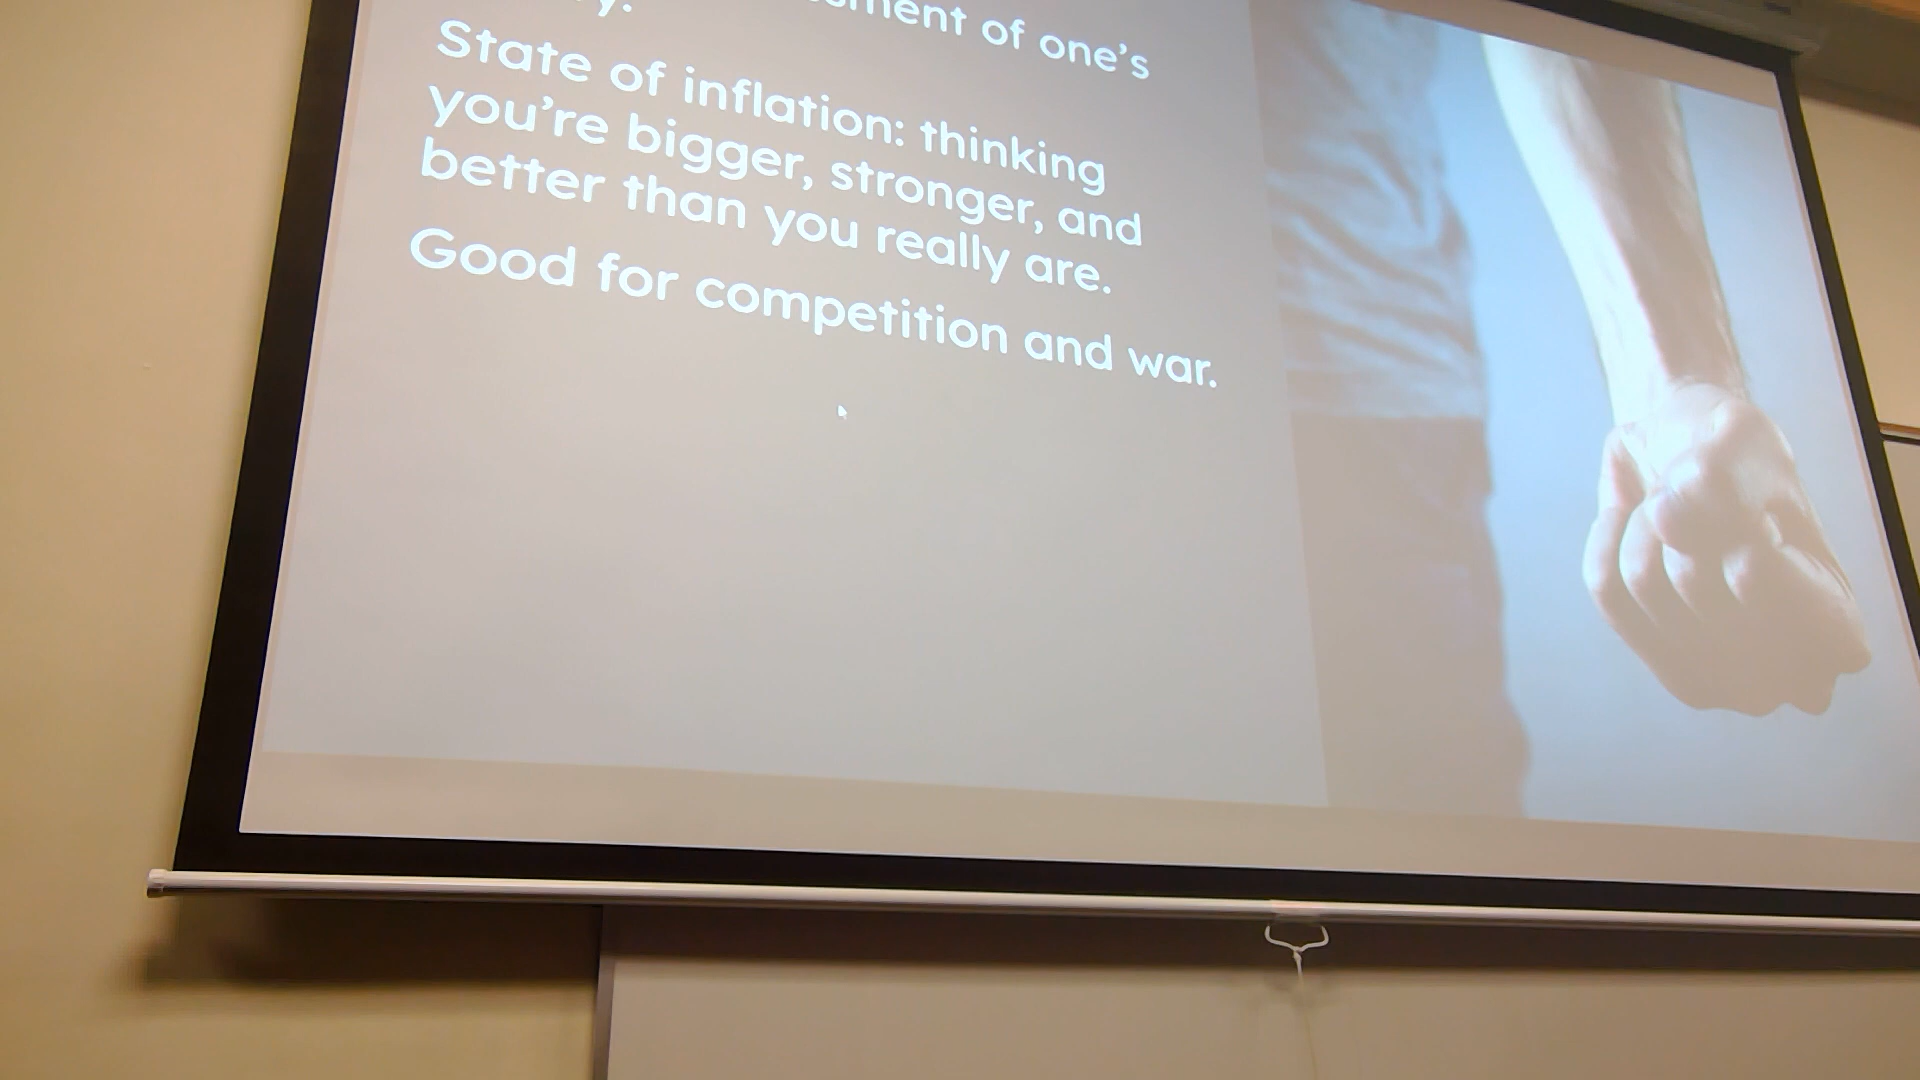 of one's
State of inflation: thinking
you're bigger, stronger, and
better than you really are.
Good for competition and war.